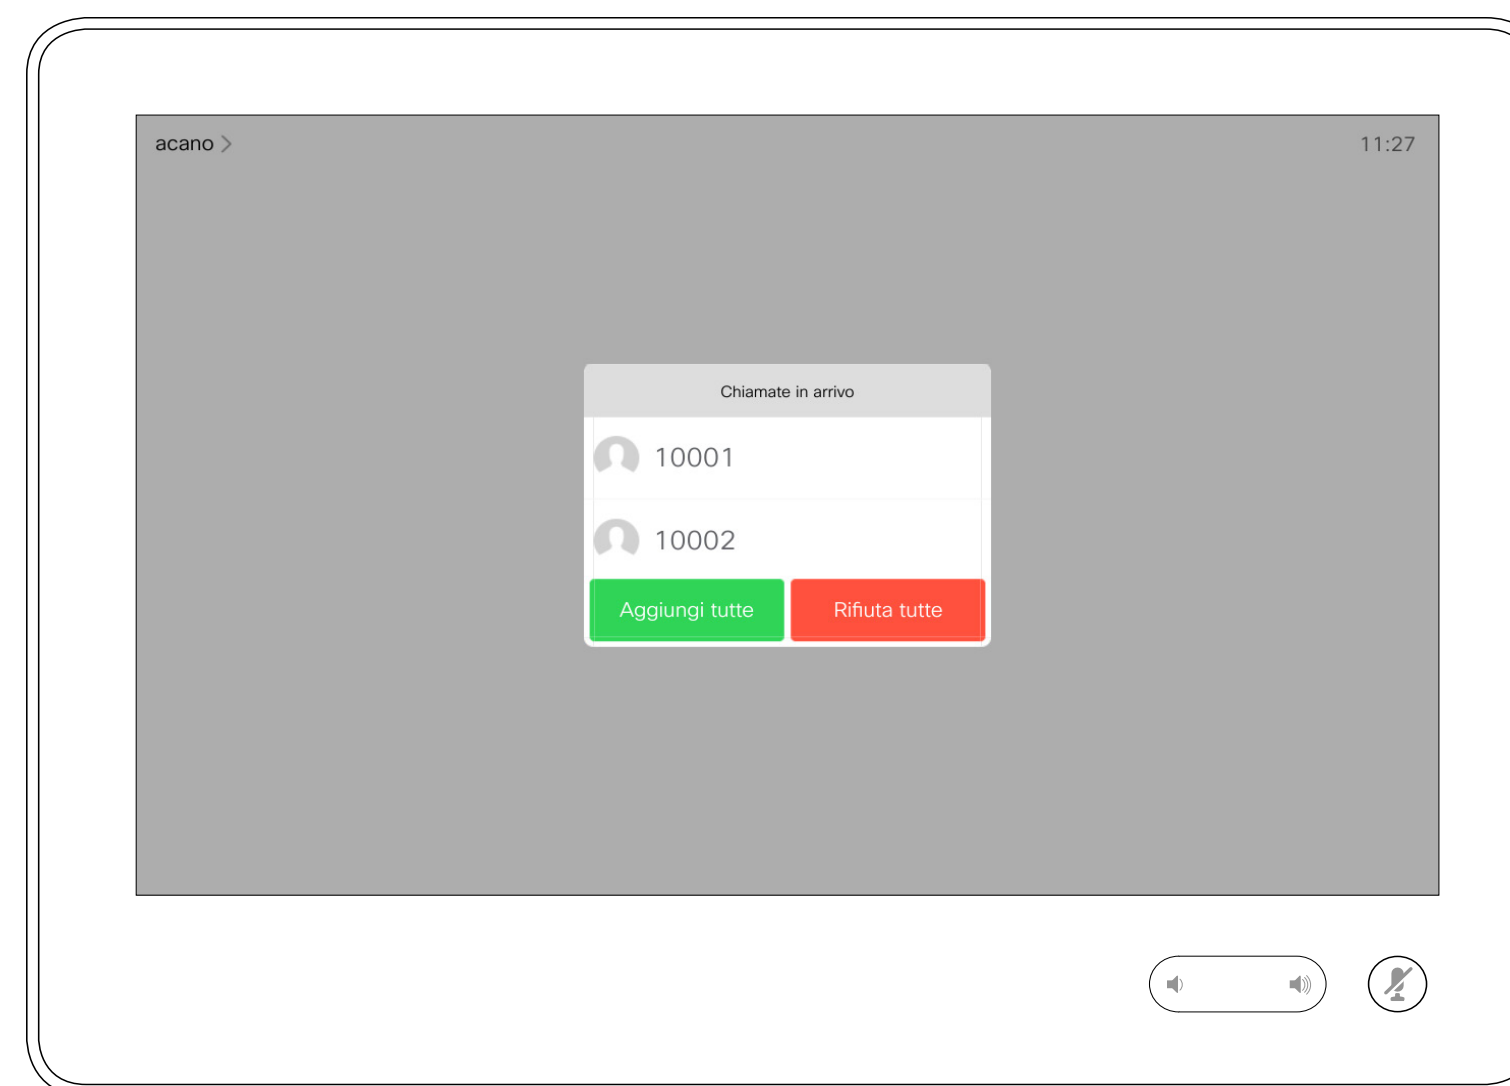 acano
11:27
Chiamate in arrivo
10001
10002
Aggiungi tutte
Rifiuta tutte